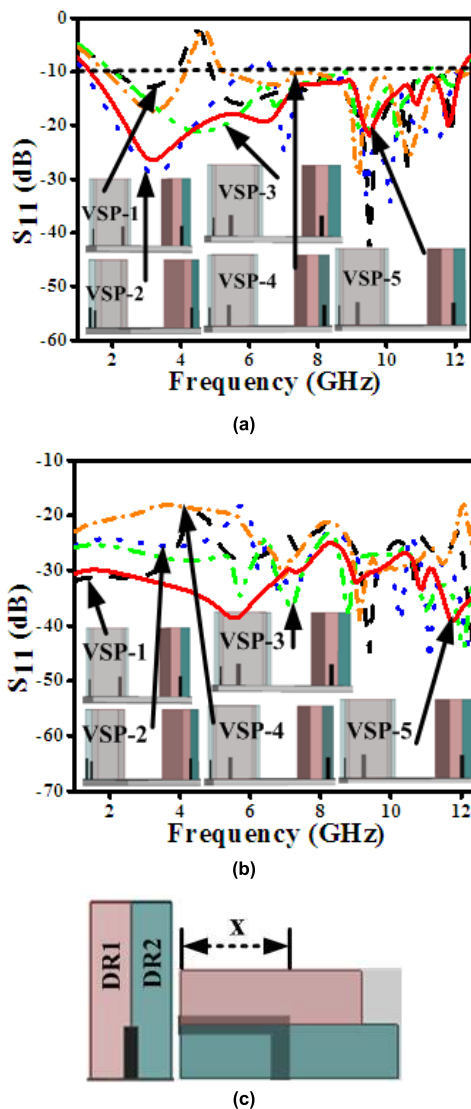 0
-10
-20
-30
-40
-50
-60
S11 (dB)
VSP-1
VSP-2
VSP-3
VSP-4
VSP-5
2 4 6 8 10 12
Frequency (GHz)
(a)
-10
-20
-30
-40
-50
-60
-70
S11 (dB)
VSP-1
VSP-2
VSP-3
VSP-4
VSP-5
2 4 6 8 10 12
Frequency (GHz)
(b)
DR1
DR2
X
(c)